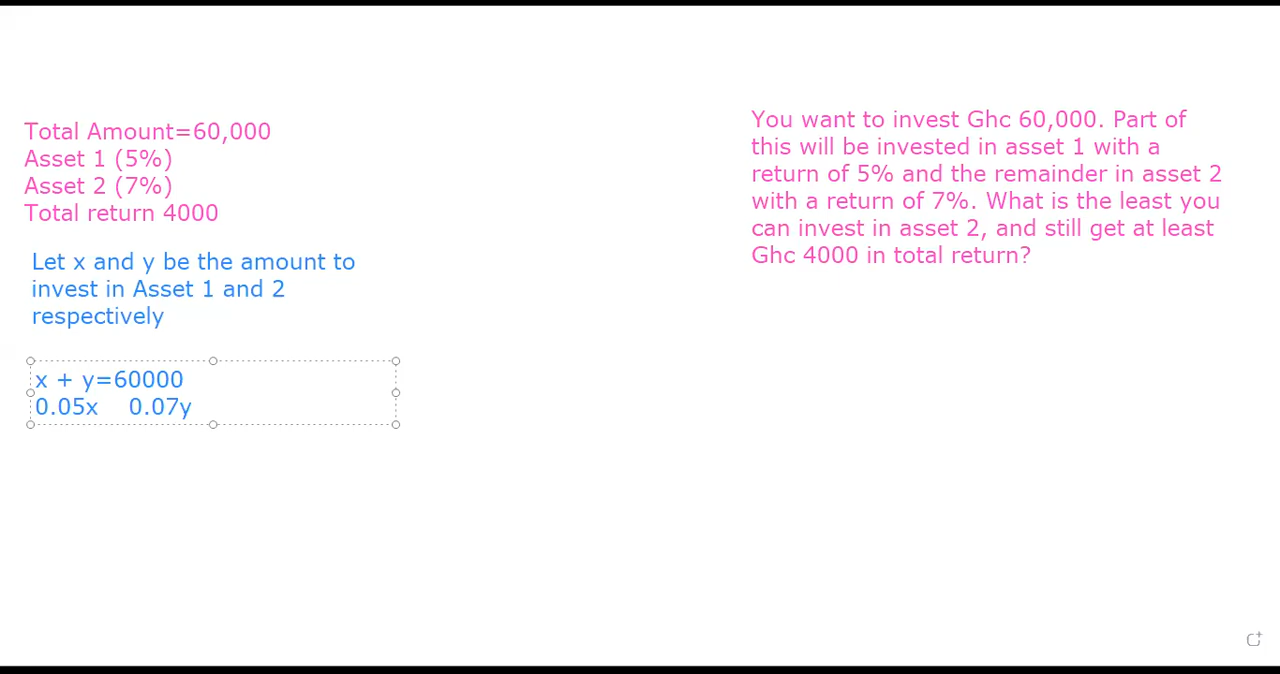 Total Amount=60,000
Asset 1 (5%)
Asset 2 (7%)
Total return 4000
Let x and y be the amount to
invest in Asset 1 and 2
respectively
x + y=60000
0.05x 0.07y
You want to invest Ghc 60,000. Part of
this will be invested in asset 1 with a
return of 5% and the remainder in asset 2
with a return of 7%. What is the least you
can invest in asset 2, and still get at least
Ghc 4000 in total return?